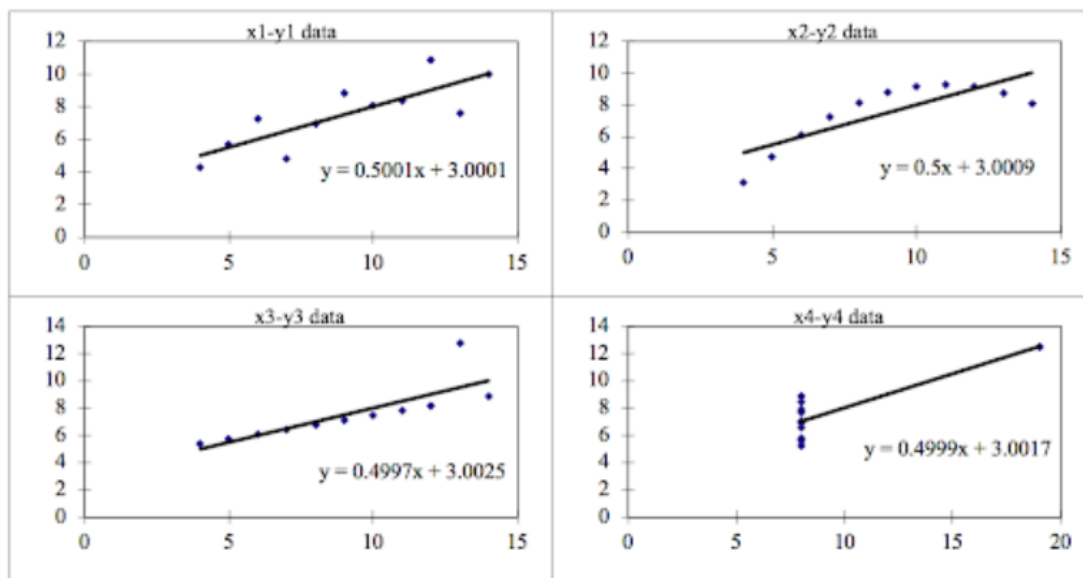 x1-y1 data
12
10
8
6
4
2
0
y = 0.5001x + 3.0001
0 5 10 15
x2-y2 data
12
10
8
6
4
2
0
y = 0.5x + 3.0009
0 5 10 15
x3-y3 data
14
12
10
8
6
4
2
0
y = 0.4997x + 3.0025
0 5 10 15
x4-y4 data
14
12
10
8
6
4
2
0
y = 0.4999x + 3.0017
0 5 10 15 20